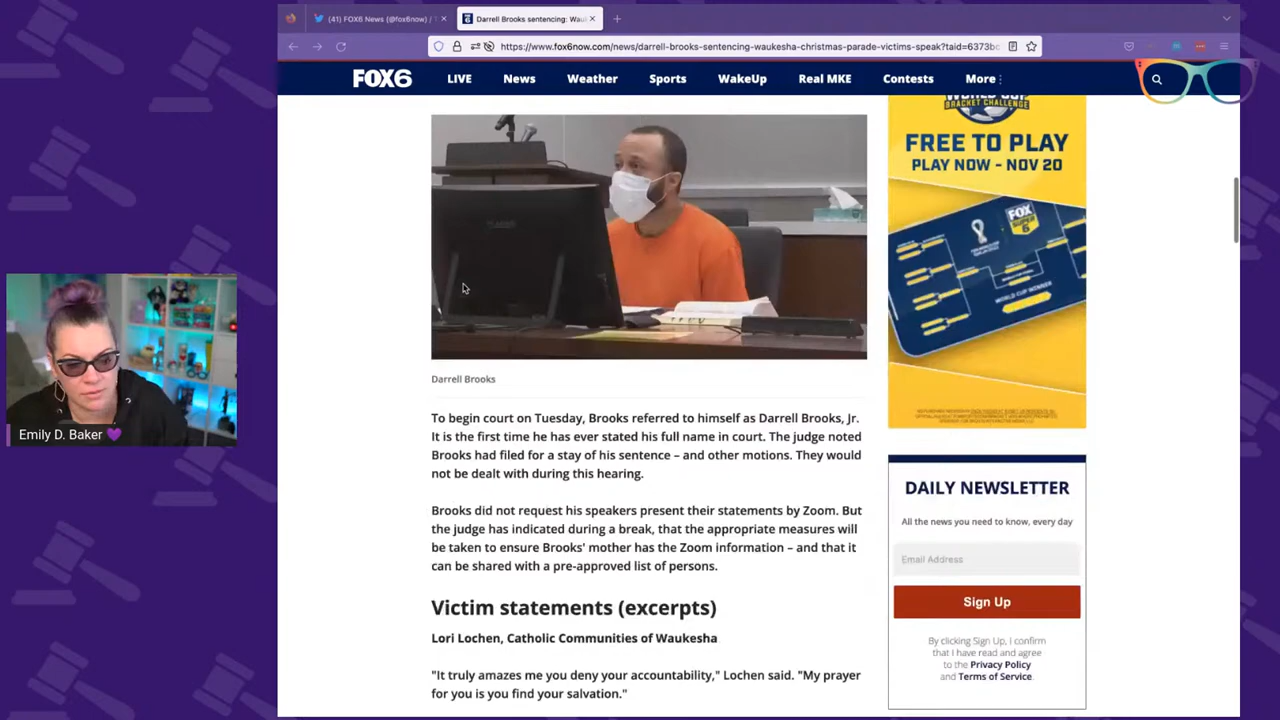 (41) FOX6 News (@fox6now) / T
Darrell Brooks sentencing: Wau
https://www.fox6now.com/news/darrell-brooks-sentencing-waukesha-christmas-parade-victims-speak?taid=6373b
FOX6 LIVE News Weather Sports WakeUp Real MKE Contests More
WORLD CUP
BRACKET CHALLENGE
FREE TO PLAY
PLAY NOW - NOV 20
FOX
SUPER
6
WORLD CUP WINNER
Darrell Brooks
To begin court on Tuesday, Brooks referred to himself as Darrell Brooks, Jr.
It is the first time he has ever stated his full name in court. The judge noted
Brooks had filed for a stay of his sentence – and other motions. They would
not be dealt with during this hearing.
Brooks did not request his speakers present their statements by Zoom. But
the judge has indicated during a break, that the appropriate measures will
be taken to ensure Brooks' mother has the Zoom information – and that it
can be shared with a pre-approved list of persons.
Victim statements (excerpts)
Lori Lochen, Catholic Communities of Waukesha
"It truly amazes me you deny your accountability," Lochen said. "My prayer
for you is you find your salvation."
DAILY NEWSLETTER
All the news you need to know, every day
Email Address
Sign Up
By clicking Sign Up, I confirm
that I have read and agree
to the Privacy Policy
and Terms of Service.
Emily D. Baker 💜